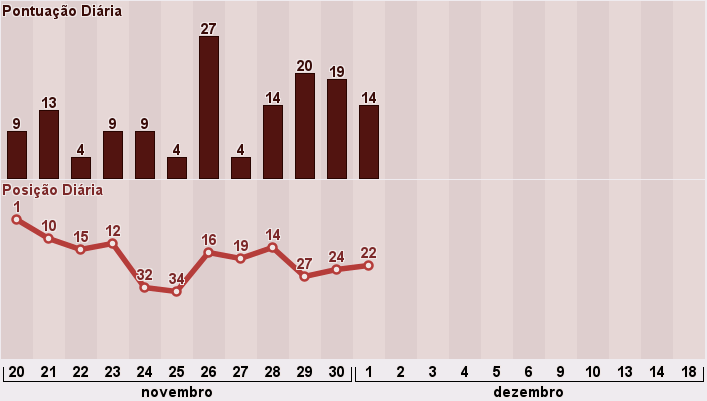 Pontuação Diária
9 13 4 9 9 4 27 4 14 20 19 14
Posição Diária
1 10 15 12 32 34 16 19 14 27 24 22
20 21 22 23 24 25 26 27 28 29 30 1 2 3 4 5 6 9 10 13 14 18
novembro dezembro